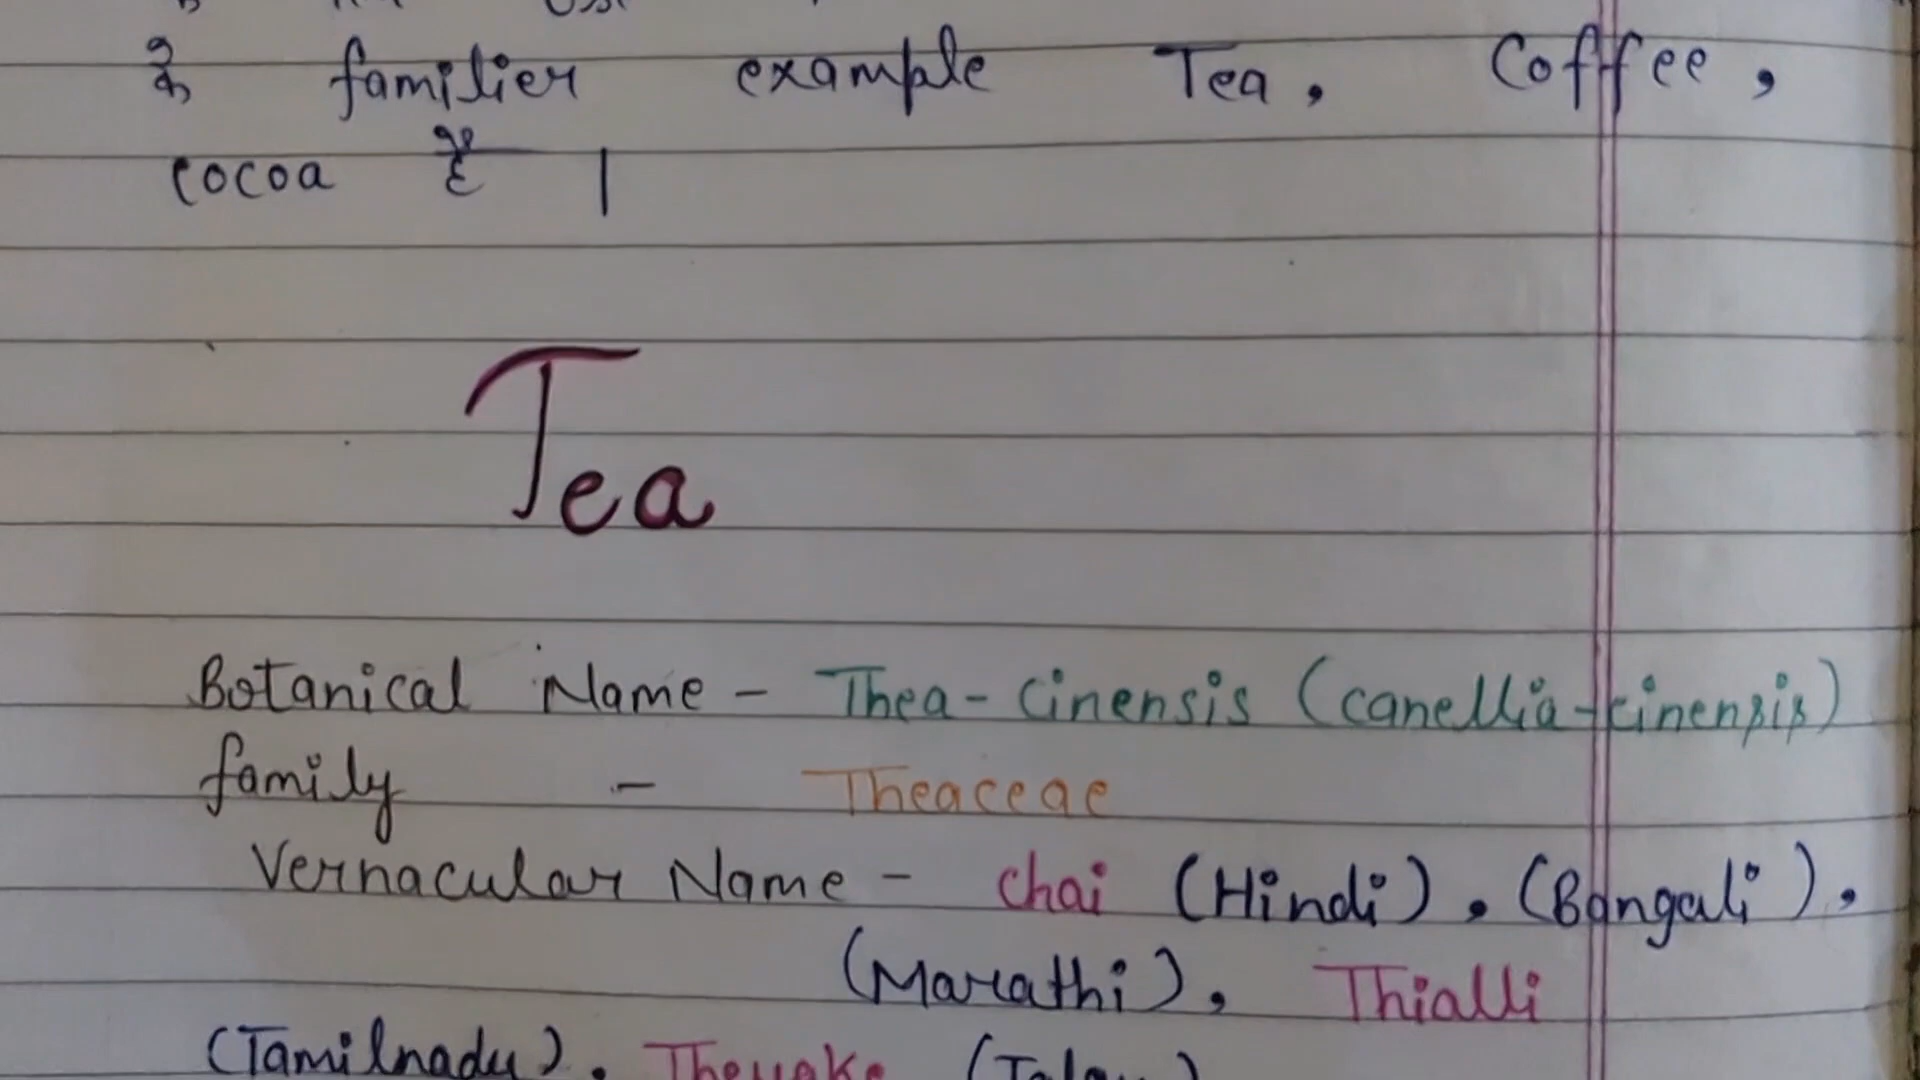 के familier example Tea, Coffee,
cocoa हैं |
Tea
Botanical Name - Thea - Cinensis (canellia-cinensis)
family - Theaceae
Vernacular Name - chai (Hindi), (Bangali),
(Marathi), Thialli
(Tamilnadu), Theyake